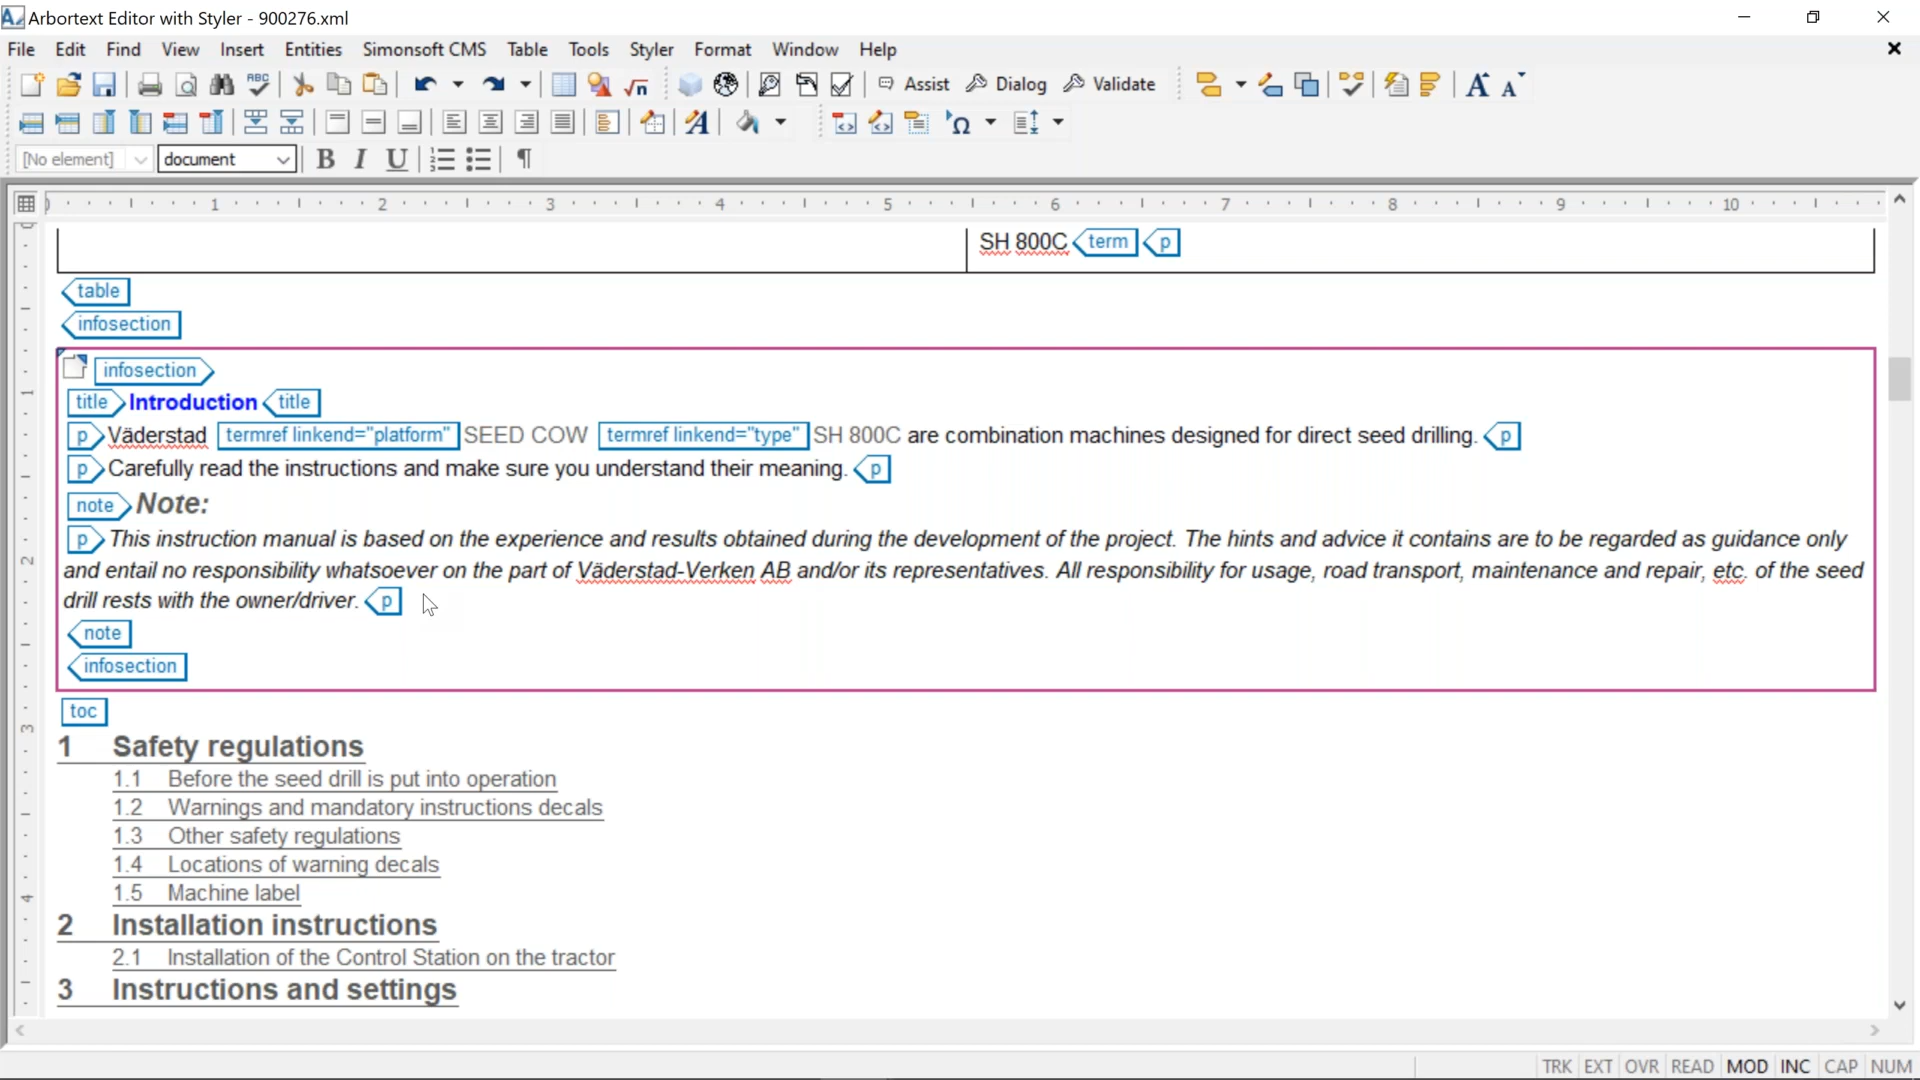 Arbortext Editor with Styler - 900276.xml
File Edit Find View Insert Entities Simonsoft CMS Table Tools Styler Format Window Help
ABC Assist Dialog Validate
[No element] document B I U
1 2 3 4 5 6 7 8 9 10
SH 800C term p
table
infosection
infosection
title Introduction title
p Väderstad termref linkend="platform" SEED COW termref linkend="type" SH 800C are combination machines designed for direct seed drilling. p
p Carefully read the instructions and make sure you understand their meaning. p
note Note:
p This instruction manual is based on the experience and results obtained during the development of the project. The hints and advice it contains are to be regarded as guidance only
and entail no responsibility whatsoever on the part of Väderstad-Verken AB and/or its representatives. All responsibility for usage, road transport, maintenance and repair, etc. of the seed
drill rests with the owner/driver. p
note
infosection
toc
1 Safety regulations
1.1 Before the seed drill is put into operation
1.2 Warnings and mandatory instructions decals
1.3 Other safety regulations
1.4 Locations of warning decals
1.5 Machine label
2 Installation instructions
2.1 Installation of the Control Station on the tractor
3 Instructions and settings
TRK EXT OVR READ MOD INC CAP NUM